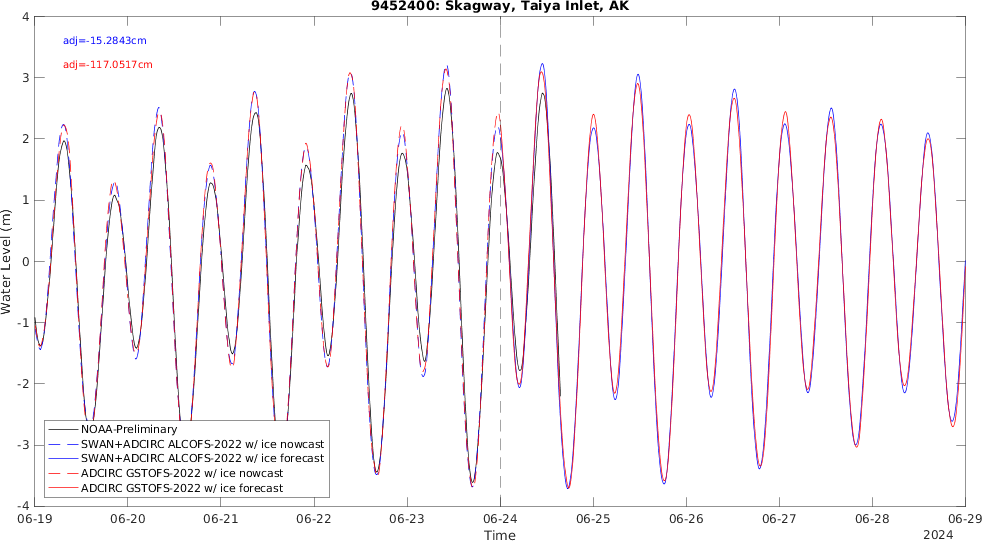 9452400: Skagway, Taiya Inlet, AK
adj=-15.2843cm
adj=-117.0517cm
Water Level (m)
4
3
2
1
0
-1
-2
-3
-4
NOAA-Preliminary
SWAN+ADCIRC ALCOFS-2022 w/ ice nowcast
SWAN+ADCIRC ALCOFS-2022 w/ ice forecast
ADCIRC GSTOFS-2022 w/ ice nowcast
ADCIRC GSTOFS-2022 w/ ice forecast
06-19 06-20 06-21 06-22 06-23 06-24 06-25 06-26 06-27 06-28 06-29
Time
2024